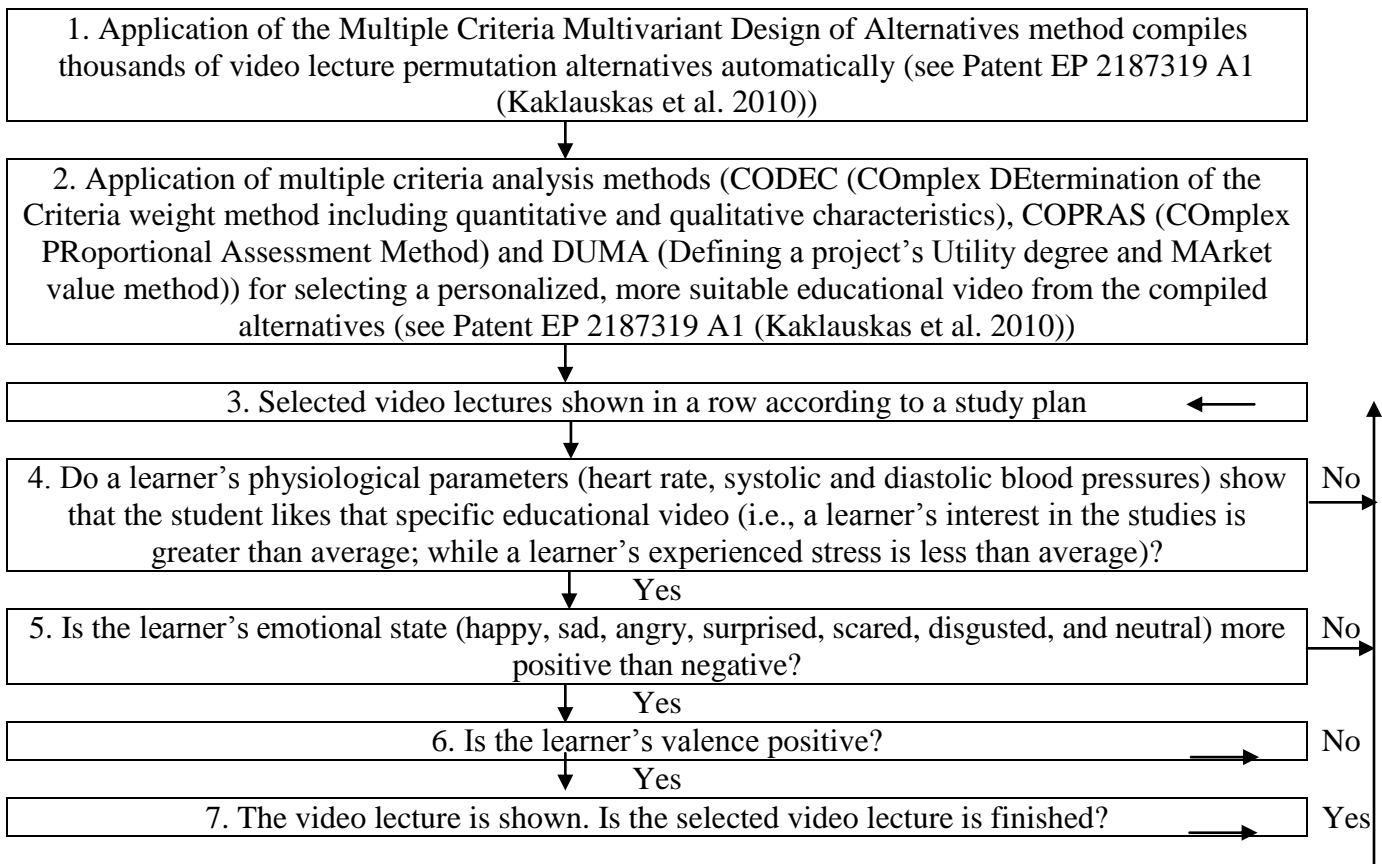 1. Application of the Multiple Criteria Multivariant Design of Alternatives method compiles
thousands of video lecture permutation alternatives automatically (see Patent EP 2187319 A1
(Kaklauskas et al. 2010))
2. Application of multiple criteria analysis methods (CODEC (COmplex DEtermination of the
Criteria weight method including quantitative and qualitative characteristics), COPRAS (COmplex
PRoportional Assessment Method) and DUMA (Defining a project’s Utility degree and MArket
value method)) for selecting a personalized, more suitable educational video from the compiled
alternatives (see Patent EP 2187319 A1 (Kaklauskas et al. 2010))
3. Selected video lectures shown in a row according to a study plan
4. Do a learner’s physiological parameters (heart rate, systolic and diastolic blood pressures) show
No
that the student likes that specific educational video (i.e., a learner’s interest in the studies is
greater than average; while a learner’s experienced stress is less than average)?
Yes
5. Is the learner’s emotional state (happy, sad, angry, surprised, scared, disgusted, and neutral) more
No
positive than negative?
Yes
6. Is the learner’s valence positive?
No
Yes
7. The video lecture is shown. Is the selected video lecture is finished?
Yes